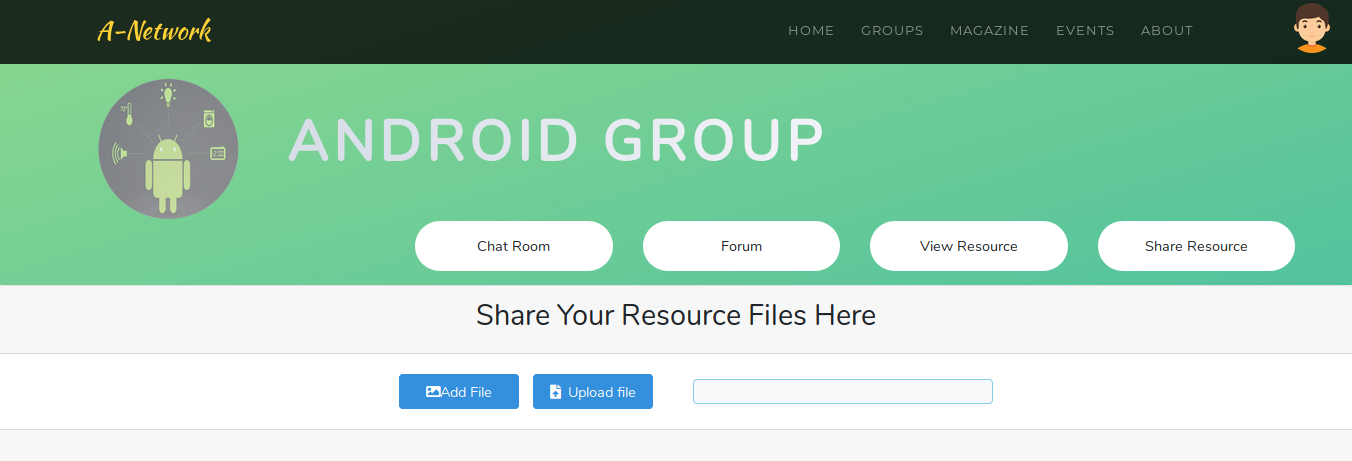 A-Network
HOME GROUPS MAGAZINE EVENTS ABOUT
ANDROID GROUP
Chat Room Forum View Resource Share Resource
Share Your Resource Files Here
Add File Upload file